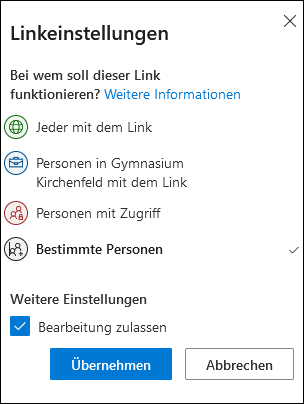 Linkeinstellungen
Bei wem soll dieser Link
funktionieren? Weitere Informationen
Jeder mit dem Link
Personen in Gymnasium
Kirchenfeld mit dem Link
Personen mit Zugriff
Bestimmte Personen
Weitere Einstellungen
Bearbeitung zulassen
Übernehmen Abbrechen